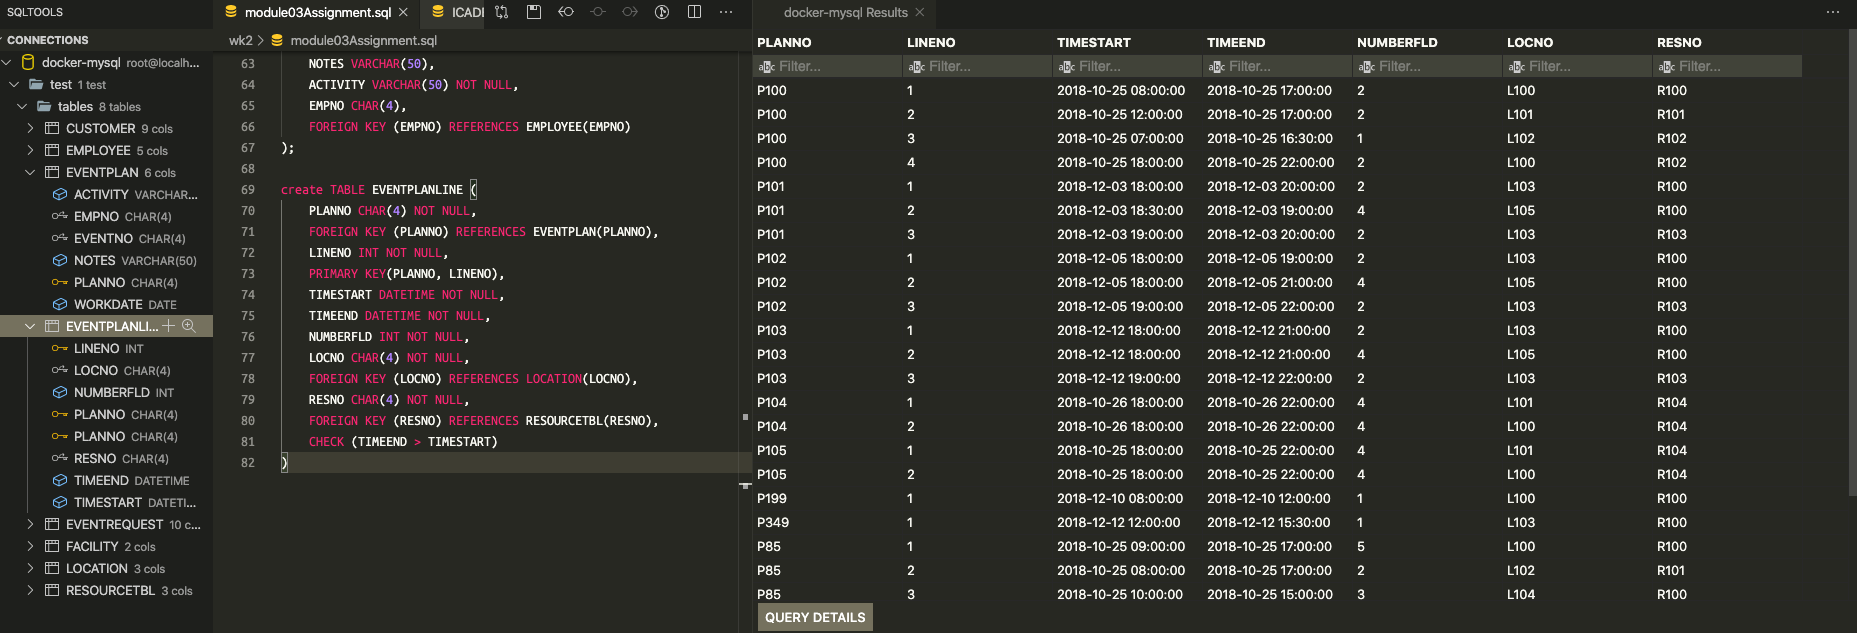 SQLTOOLS
CONNECTIONS
docker-mysql root@localh...
test 1 test
tables 8 tables
CUSTOMER 9 cols
EMPLOYEE 5 cols
EVENTPLAN 6 cols
ACTIVITY VARCHAR...
EMPNO CHAR(4)
EVENTNO CHAR(4)
NOTES VARCHAR(50)
PLANNO CHAR(4)
WORKDATE DATE
EVENTPLANLI...
LINENO INT
LOCNO CHAR(4)
NUMBERFLD INT
PLANNO CHAR(4)
PLANNO CHAR(4)
RESNO CHAR(4)
TIMEEND DATETIME
TIMESTART DATETI...
EVENTREQUEST 10 c...
FACILITY 2 cols
LOCATION 3 cols
RESOURCETBL 3 cols
module03Assignment.sql ICADI
wk2 > module03Assignment.sql
63 NOTES VARCHAR(50),
64 ACTIVITY VARCHAR(50) NOT NULL,
65 EMPNO CHAR(4),
66 FOREIGN KEY (EMPNO) REFERENCES EMPLOYEE(EMPNO)
67 );
68
69 create TABLE EVENTPLANLINE (
70 PLANNO CHAR(4) NOT NULL,
71 FOREIGN KEY (PLANNO) REFERENCES EVENTPLAN(PLANNO),
72 LINENO INT NOT NULL,
73 PRIMARY KEY(PLANNO, LINENO),
74 TIMESTART DATETIME NOT NULL,
75 TIMEEND DATETIME NOT NULL,
76 NUMBERFLD INT NOT NULL,
77 LOCNO CHAR(4) NOT NULL,
78 FOREIGN KEY (LOCNO) REFERENCES LOCATION(LOCNO),
79 RESNO CHAR(4) NOT NULL,
80 FOREIGN KEY (RESNO) REFERENCES RESOURCETBL(RESNO),
81 CHECK (TIMEEND > TIMESTART)
82 )
docker-mysql Results
PLANNO LINENO TIMESTART TIMEEND NUMBERFLD LOCNO RESNO
abc Filter... abc Filter... abc Filter... abc Filter... abc Filter... abc Filter... abc Filter...
P100 1 2018-10-25 08:00:00 2018-10-25 17:00:00 2 L100 R100
P100 2 2018-10-25 12:00:00 2018-10-25 17:00:00 2 L101 R101
P100 3 2018-10-25 07:00:00 2018-10-25 16:30:00 1 L102 R102
P100 4 2018-10-25 18:00:00 2018-10-25 22:00:00 2 L100 R102
P101 1 2018-12-03 18:00:00 2018-12-03 20:00:00 2 L103 R100
P101 2 2018-12-03 18:30:00 2018-12-03 19:00:00 4 L105 R100
P101 3 2018-12-03 19:00:00 2018-12-03 20:00:00 2 L103 R103
P102 1 2018-12-05 18:00:00 2018-12-05 19:00:00 2 L103 R100
P102 2 2018-12-05 18:00:00 2018-12-05 21:00:00 4 L105 R100
P102 3 2018-12-05 19:00:00 2018-12-05 22:00:00 2 L103 R103
P103 1 2018-12-12 18:00:00 2018-12-12 21:00:00 2 L103 R100
P103 2 2018-12-12 18:00:00 2018-12-12 21:00:00 4 L105 R100
P103 3 2018-12-12 19:00:00 2018-12-12 22:00:00 2 L103 R103
P104 1 2018-10-26 18:00:00 2018-10-26 22:00:00 4 L101 R104
P104 2 2018-10-26 18:00:00 2018-10-26 22:00:00 4 L100 R104
P105 1 2018-10-25 18:00:00 2018-10-25 22:00:00 4 L101 R104
P105 2 2018-10-25 18:00:00 2018-10-25 22:00:00 4 L100 R104
P199 1 2018-12-10 08:00:00 2018-12-10 12:00:00 1 L100 R100
P349 1 2018-12-12 12:00:00 2018-12-12 15:30:00 1 L103 R100
P85 1 2018-10-25 09:00:00 2018-10-25 17:00:00 5 L100 R100
P85 2 2018-10-25 08:00:00 2018-10-25 17:00:00 2 L102 R101
P85 3 2018-10-25 10:00:00 2018-10-25 15:00:00 3 L104 R100
QUERY DETAILS